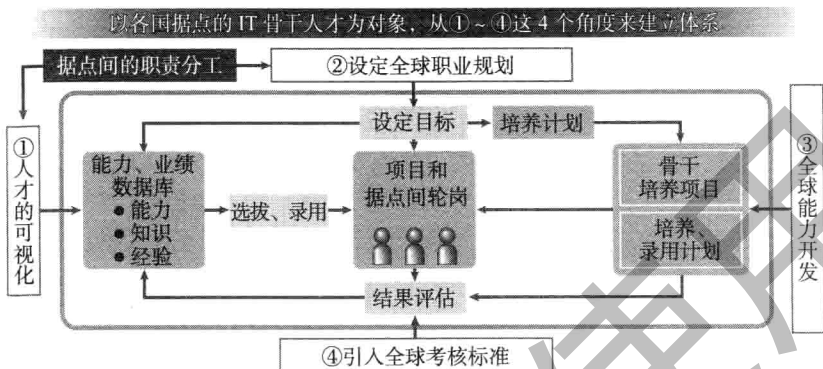 以各国据点的 IT 骨干人才为对象，从①～④这 4 个角度来建立体系
据点间的职责分工
②设定全球职业规划
设定目标
培养计划
①人才的可视化
能力、业绩
数据库
● 能力
● 知识
● 经验
选拔、录用
项目和
据点间轮岗
骨干
培养项目
培养、
录用计划
③全球能力开发
结果评估
④引入全球考核标准